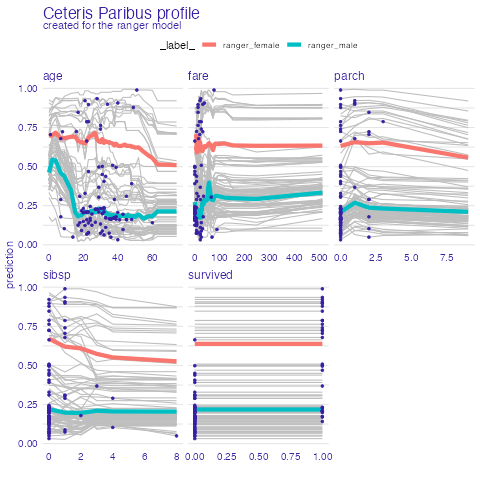 Ceteris Paribus profile
created for the ranger model
_label_ ranger_female ranger_male
age fare parch
1.00
0.75
0.50
0.25
0.00
0 20 40 60 0 100 200 300 400 500 0.0 2.5 5.0 7.5
prediction
sibsp survived
1.00
0.75
0.50
0.25
0.00
0 2 4 6 8 0.00 0.25 0.50 0.75 1.00